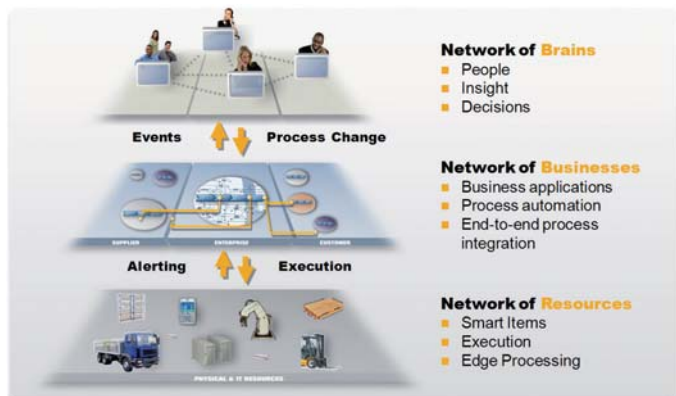 Network of Brains
People
Insight
Decisions
Events
Process Change
Network of Businesses
Business applications
Process automation
End-to-end process
integration
SUPPLIER
ENTERPRISE
CUSTOMER
Alerting
Execution
Network of Resources
Smart Items
Execution
Edge Processing
PHYSICAL & IT RESOURCES